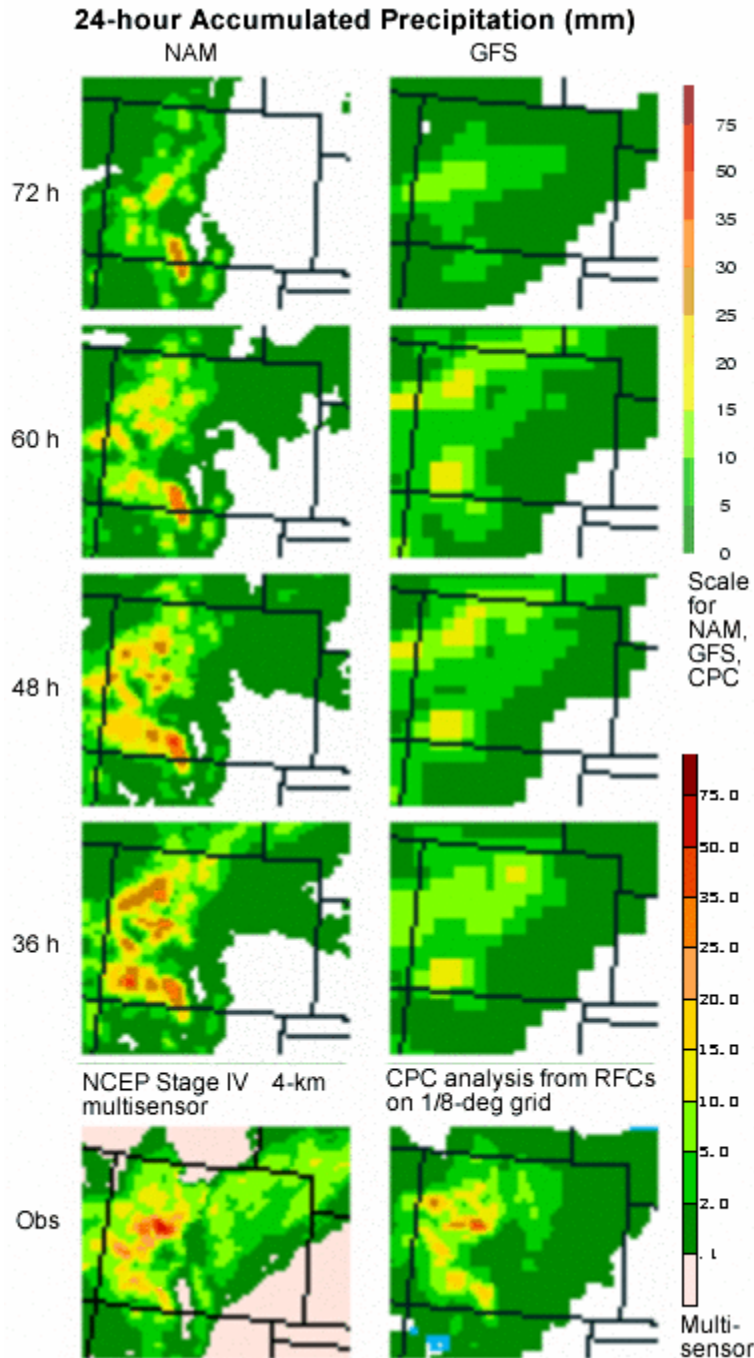 24-hour Accumulated Precipitation (mm)
NAM
GFS
72 h
60 h
48 h
36 h
75
50
35
30
25
20
15
10
5
0
Scale
for
NAM,
GFS,
CPC
NCEP Stage IV 4-km
multisensor
CPC analysis from RFCs
on 1/8-deg grid
Obs
75.0
50.0
35.0
25.0
20.0
15.0
10.0
5.0
2.0
.1
Multi-
sensor